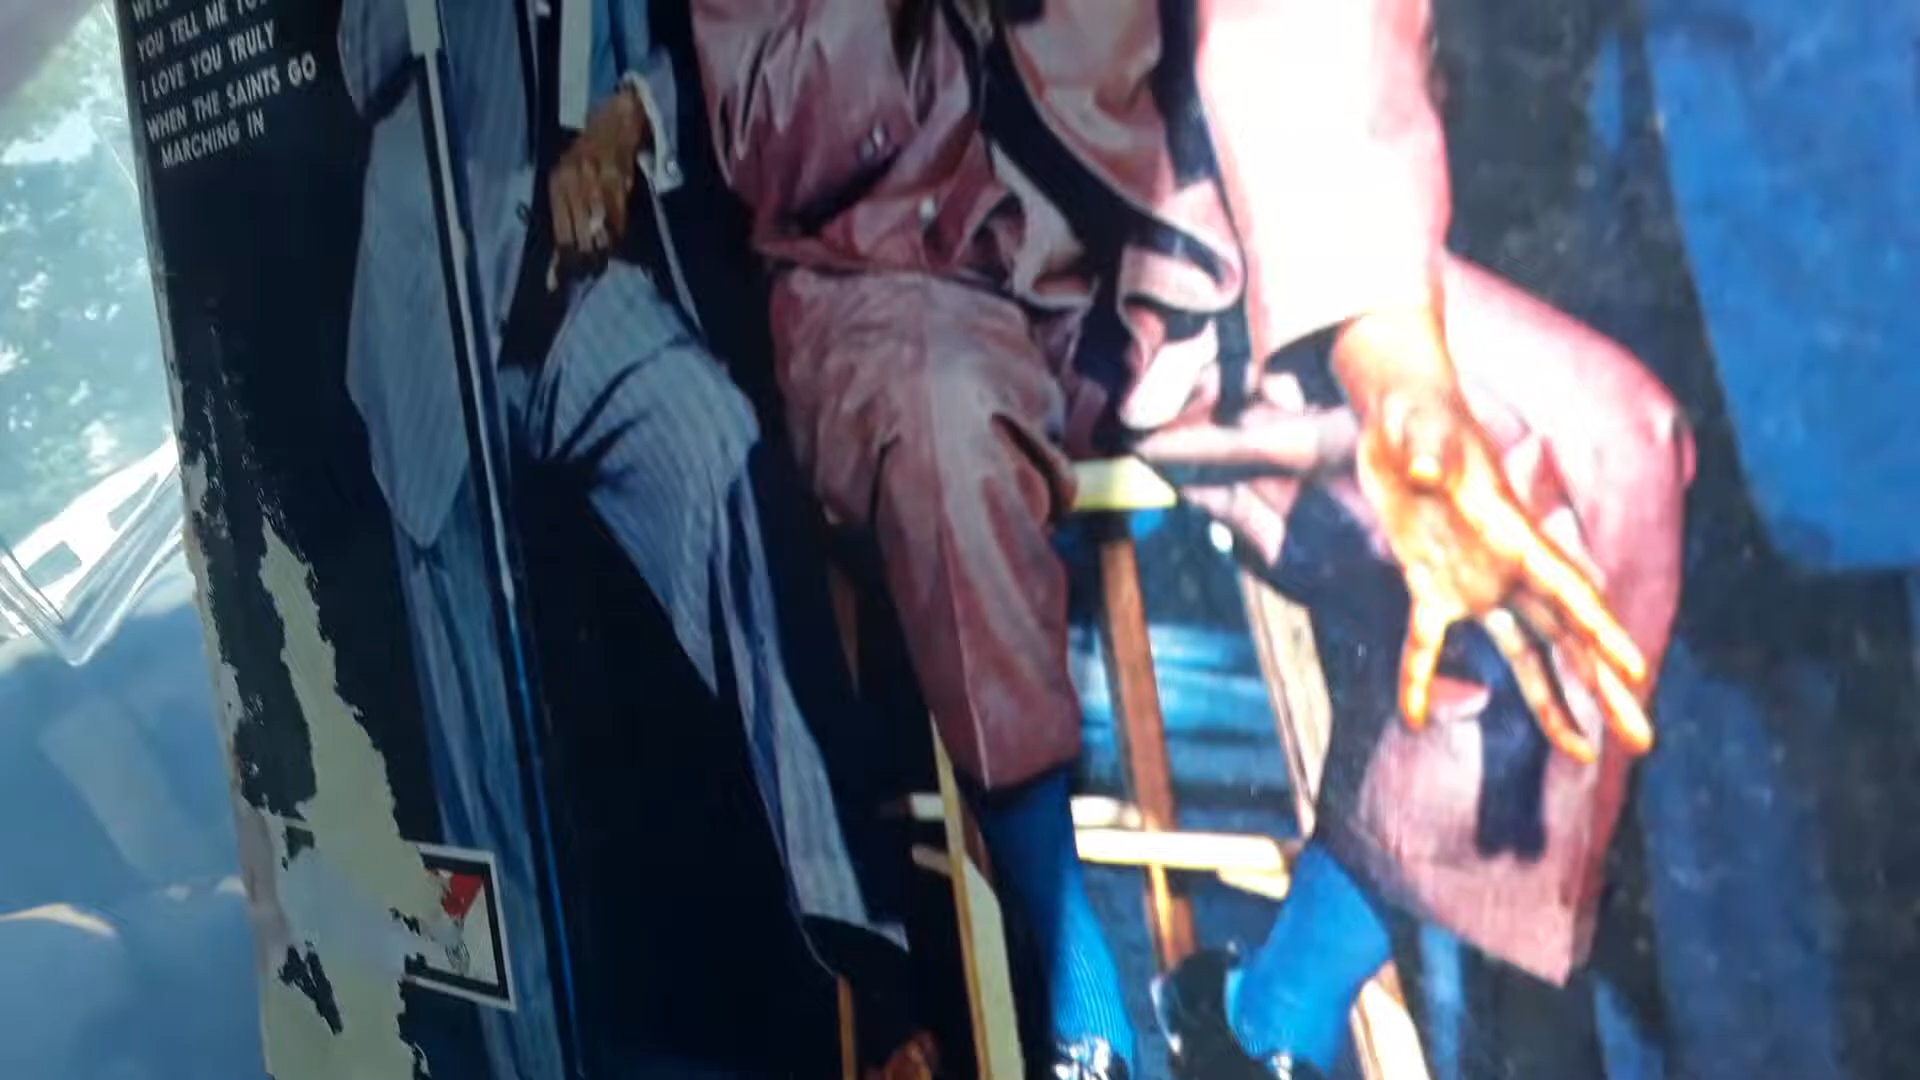 YOU TELL ME YOU
I LOVE YOU TRULY
WHEN THE SAINTS GO
MARCHING IN